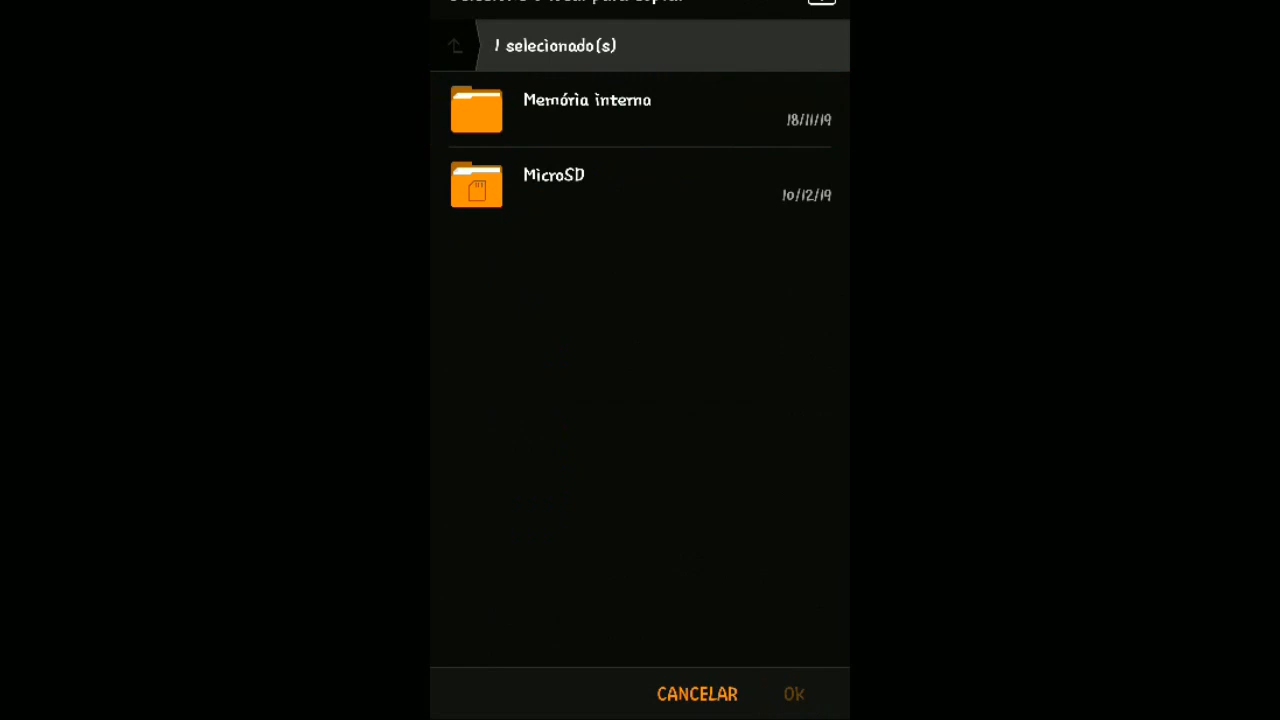 1 selecionado(s)
Memória interna
18/11/19
MicroSD
10/12/19
CANCELAR
OK